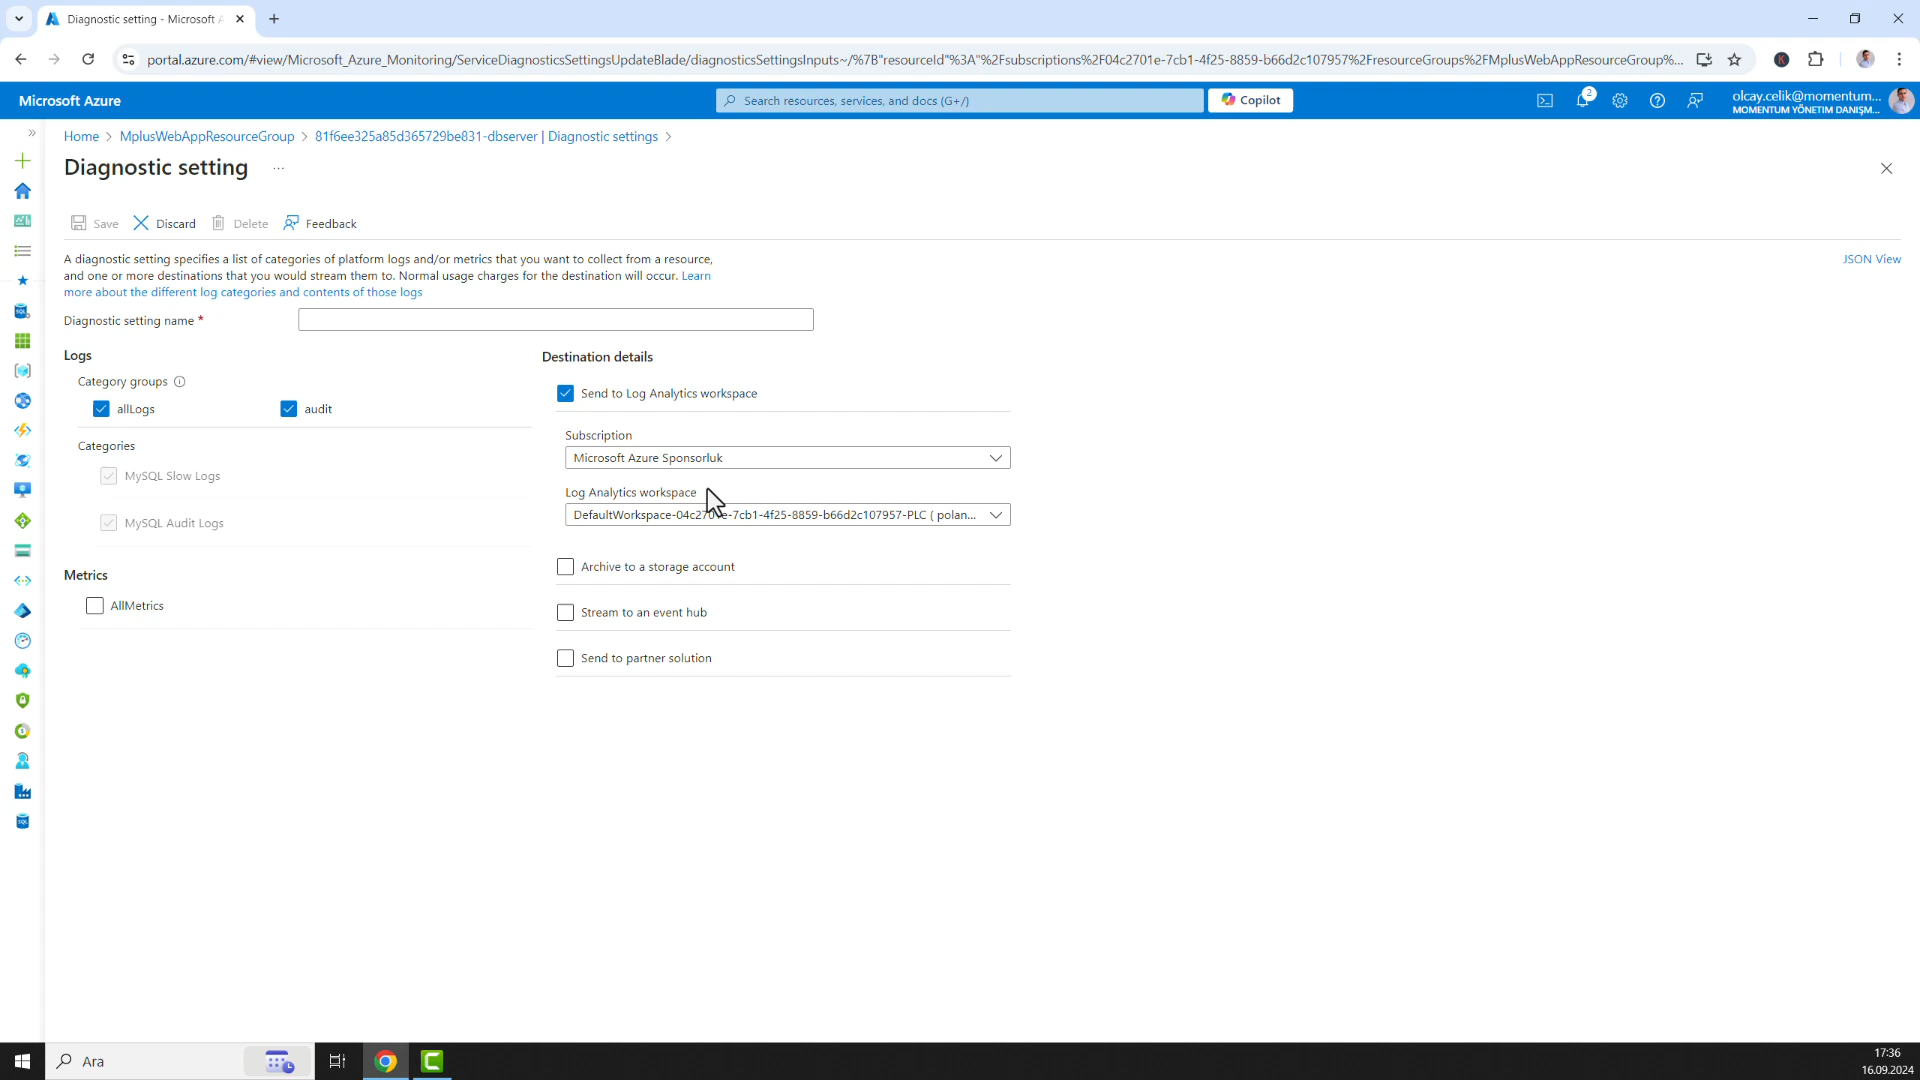 Diagnostic setting - Microsoft A
portal.azure.com/#view/Microsoft_Azure_Monitoring/ServiceDiagnosticsSettingsUpdateBlade/diagnosticsSettingsInputs~/%7B"resourceId"%3A"%2Fsubscriptions%2F04c2701e-7cb1-4f25-8859-b66d2c107957%2FresourceGroups%2FMplusWebAppResourceGroup%...
K
Microsoft Azure
Search resources, services, and docs (G+/)
Copilot
2
olcay.celik@momentum...
MOMENTUM YÖNETIM DANIŞM...
Home > MplusWebAppResourceGroup > 81f6ee325a85d365729be831-dbserver | Diagnostic settings >
Diagnostic setting ...
Save Discard Delete Feedback
A diagnostic setting specifies a list of categories of platform logs and/or metrics that you want to collect from a resource,
and one or more destinations that you would stream them to. Normal usage charges for the destination will occur. Learn
more about the different log categories and contents of those logs
JSON View
Diagnostic setting name *
Logs
Category groups
allLogs audit
Categories
MySQL Slow Logs
MySQL Audit Logs
Metrics
AllMetrics
Destination details
Send to Log Analytics workspace
Subscription
Microsoft Azure Sponsorluk
Log Analytics workspace
DefaultWorkspace-04c2701e-7cb1-4f25-8859-b66d2c107957-PLC ( polan...
Archive to a storage account
Stream to an event hub
Send to partner solution
Ara
17:36
16.09.2024